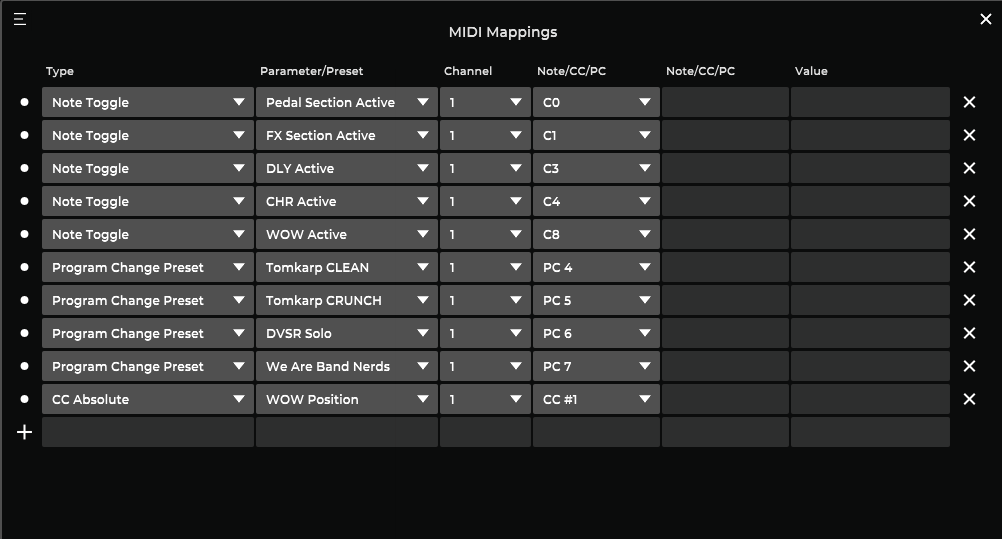 MIDI Mappings
Type Parameter/Preset Channel Note/CC/PC Note/CC/PC Value
Note Toggle Pedal Section Active 1 C0
Note Toggle FX Section Active 1 C1
Note Toggle DLY Active 1 C3
Note Toggle CHR Active 1 C4
Note Toggle WOW Active 1 C8
Program Change Preset Tomkarp CLEAN 1 PC 4
Program Change Preset Tomkarp CRUNCH 1 PC 5
Program Change Preset DVSR Solo 1 PC 6
Program Change Preset We Are Band Nerds 1 PC 7
CC Absolute WOW Position 1 CC #1